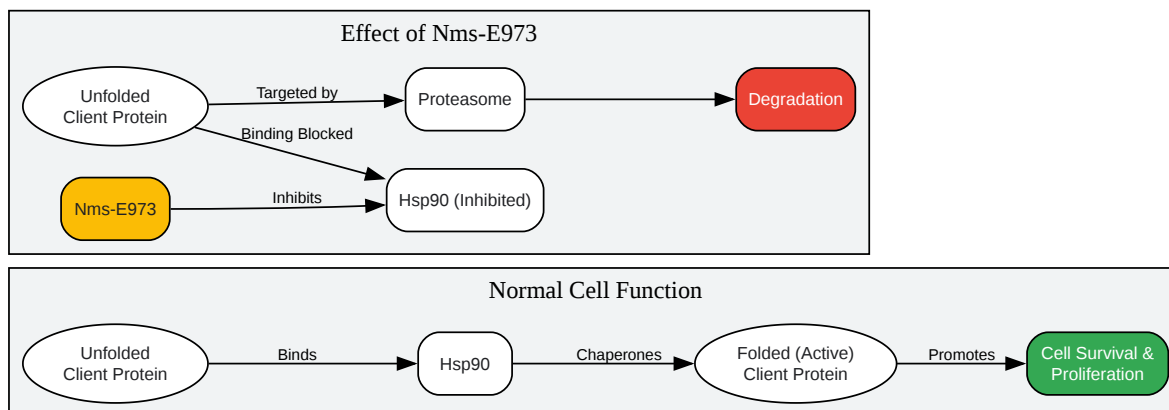 Effect of Nms-E973
Unfolded
Client Protein
Targeted by
Proteasome
Degradation
Binding Blocked
Nms-E973
Inhibits
Hsp90 (Inhibited)
Normal Cell Function
Unfolded
Client Protein
Binds
Hsp90
Chaperones
Folded (Active)
Client Protein
Promotes
Cell Survival &
Proliferation